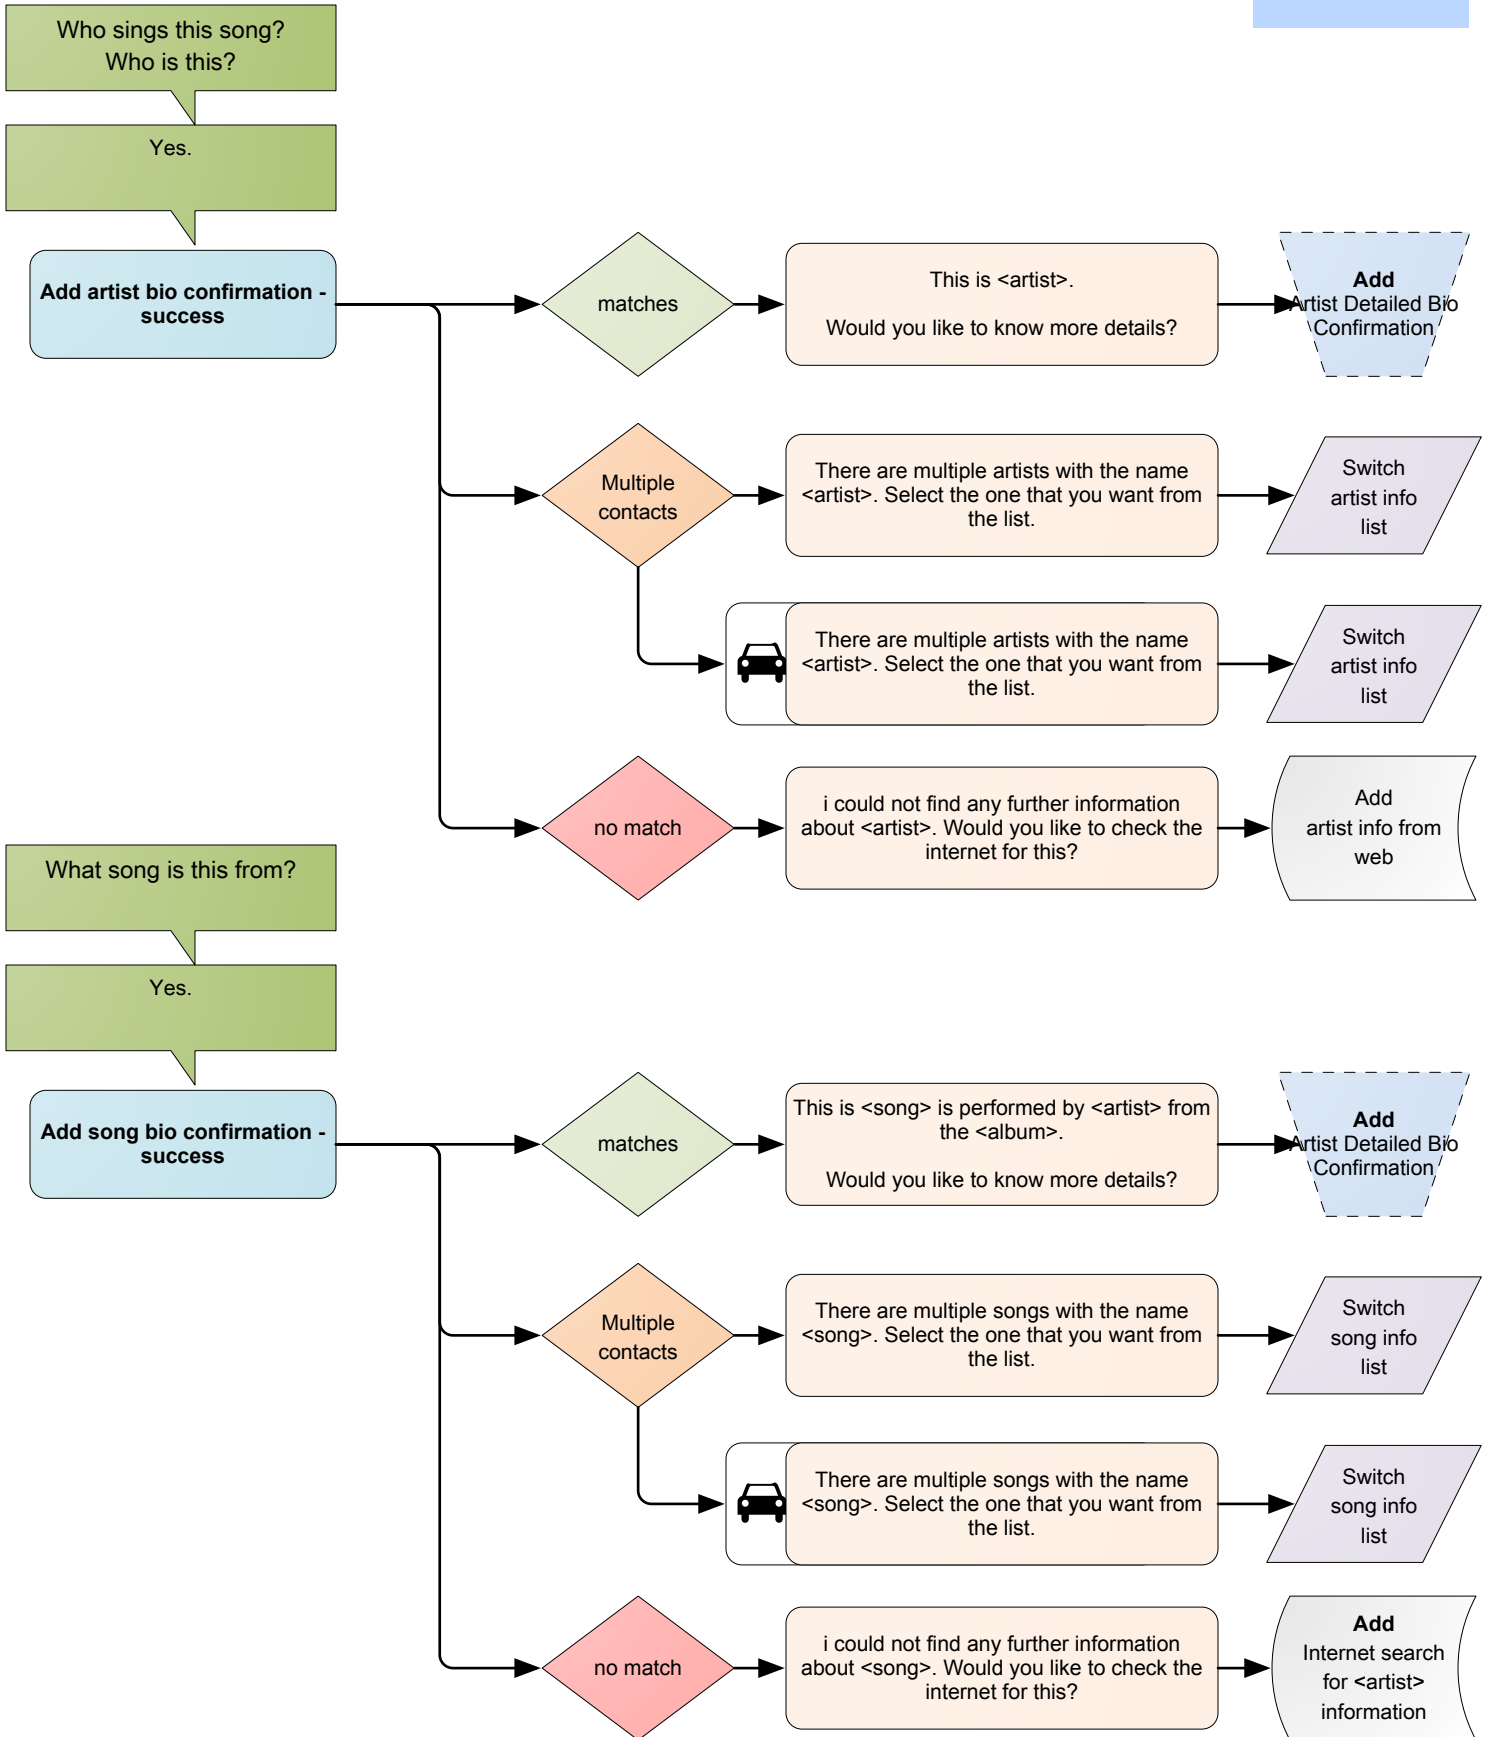 Who sings this song?
Who is this?
Yes.
Add artist bio confirmation -
success
matches
This is <artist>.
Would you like to know more details?
Add
Artist Detailed Bio
Confirmation
Multiple
contacts
There are multiple artists with the name
<artist>. Select the one that you want from
the list.
Switch
artist info
list
There are multiple artists with the name
<artist>. Select the one that you want from
the list.
Switch
artist info
list
no match
i could not find any further information
about <artist>. Would you like to check the
internet for this?
Add
artist info from
web
What song is this from?
Yes.
Add song bio confirmation -
success
matches
This is <song> is performed by <artist> from
the <album>.
Would you like to know more details?
Add
Artist Detailed Bio
Confirmation
Multiple
contacts
There are multiple songs with the name
<song>. Select the one that you want from
the list.
Switch
song info
list
There are multiple songs with the name
<song>. Select the one that you want from
the list.
Switch
song info
list
no match
i could not find any further information
about <song>. Would you like to check the
internet for this?
Add
Internet search
for <artist>
information